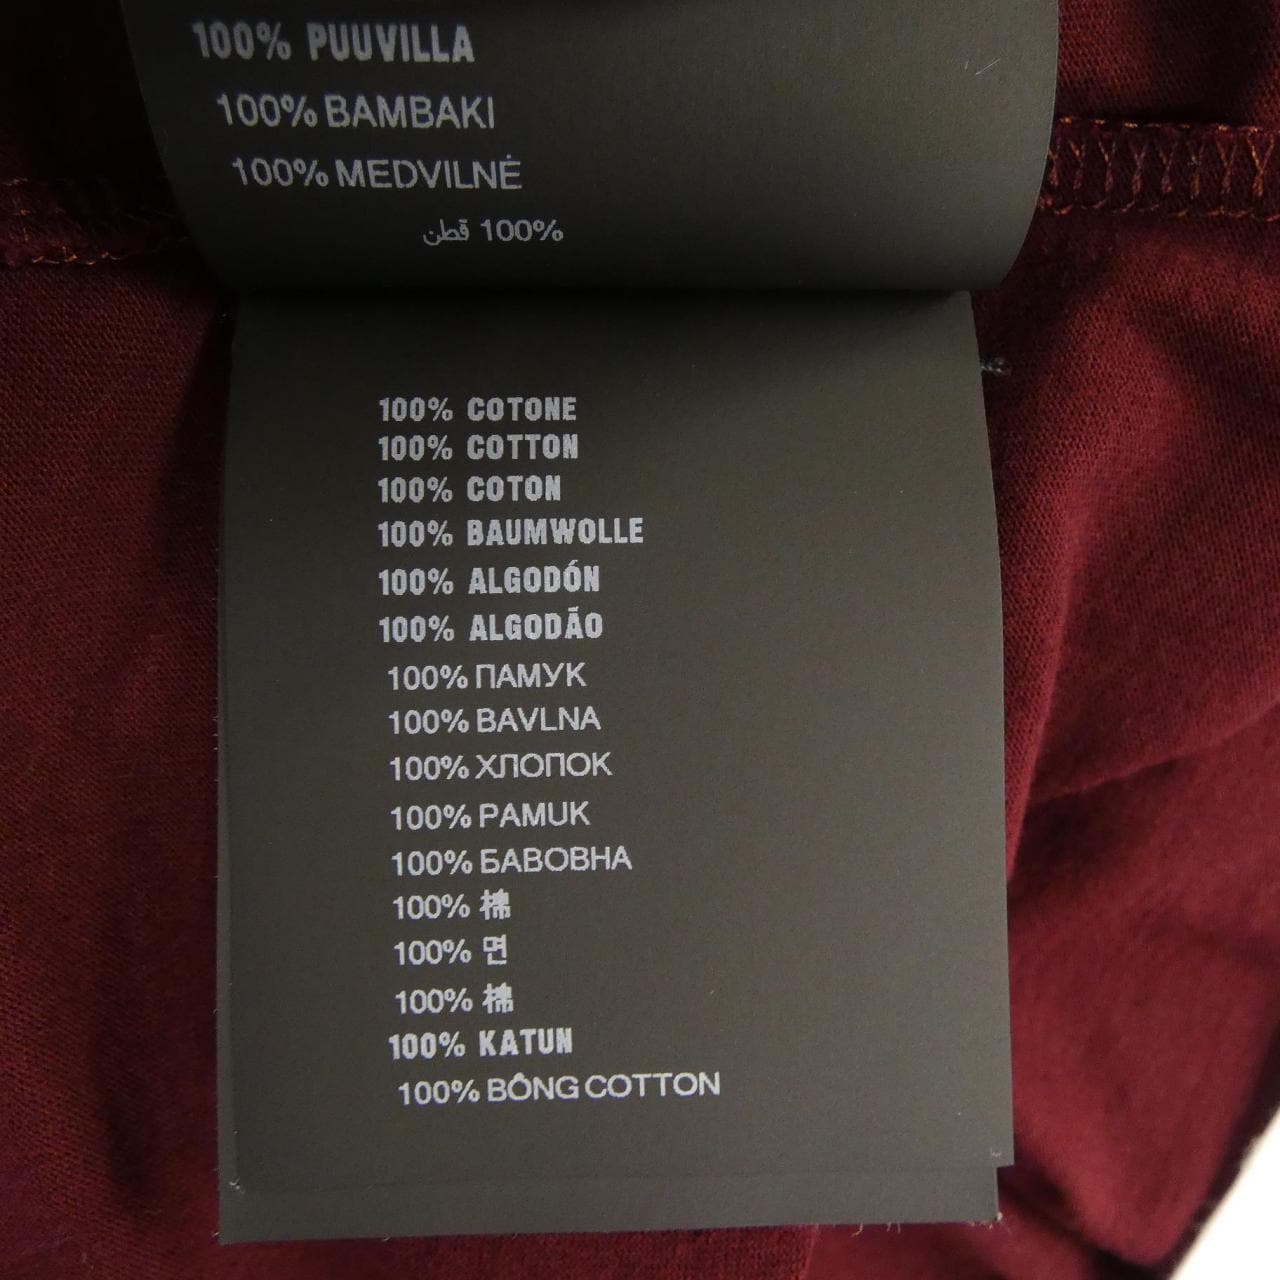 100% PUUVILLA
100% BAMBAKI
100% MEDVILNĖ
100% قطن
100% COTONE
100% COTTON
100% COTON
100% BAUMWOLLE
100% ALGODÓN
100% ALGODÃO
100% ПАМУК
100% BAVLNA
100% ХЛОПОК
100% PAMUK
100% БАВОВНА
100% 棉
100% 면
100% 棉
100% KATUN
100% BÔNG COTTON